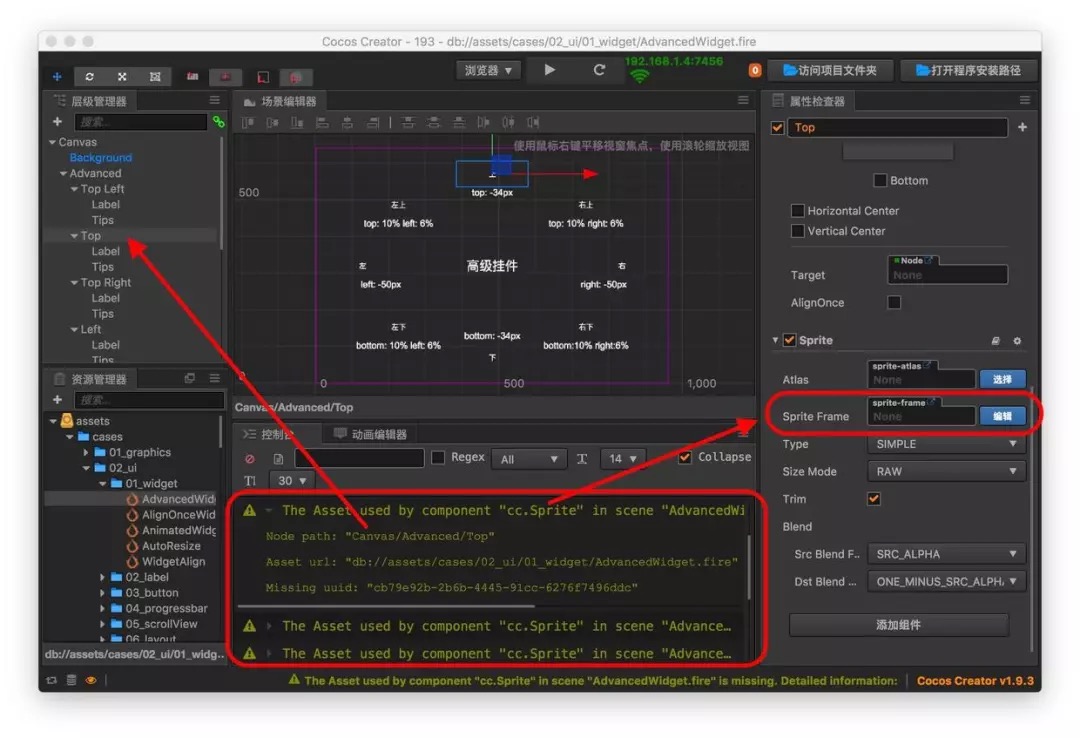 Cocos Creator - 193 - db://assets/cases/02_ui/01_widget/AdvancedWidget.fire
浏览器
192.168.1.4:7456
0
访问项目文件夹
打开程序安装路径
层级管理器
搜索...
Canvas
Background
Advanced
Top Left
Label
Tips
Top
Label
Tips
Top Right
Label
Tips
Left
Label
Tips
资源管理器
搜索...
assets
cases
01_graphics
02_ui
01_widget
AdvancedWid
AlignOnceWid
AnimatedWidg
AutoResize
WidgetAlign
02_label
03_button
04_progressbar
05_scrollView
06_layout
db://assets/cases/02_ui/01_widg..
场景编辑器
使用鼠标右键平移视窗焦点，使用滚轮缩放视图
500
上
top: -34px
左上
top: 10% left: 6%
右上
top: 10% right: 6%
左
left: -50px
高级挂件
右
right: -50px
左下
bottom: 10% left: 6%
bottom: -34px
下
右下
bottom:10% right:6%
0
0
500
1,000
Canvas/Advanced/Top
控制台
动画编辑器
Regex
All
14
Collapse
30
The Asset used by component "cc.Sprite" in scene "AdvancedWi
Node path: "Canvas/Advanced/Top"
Asset url: "db://assets/cases/02_ui/01_widget/AdvancedWidget.fire"
Missing uuid: "cb79e92b-2b6b-4445-91cc-6276f7496ddc"
The Asset used by component "cc.Sprite" in scene "Advance…
The Asset used by component "cc.Sprite" in scene "Advance…
属性检查器
Top
Bottom
Horizontal Center
Vertical Center
Target
Node
None
AlignOnce
Sprite
Atlas
sprite-atlas
None
选择
Sprite Frame
sprite-frame
None
编辑
Type
SIMPLE
Size Mode
RAW
Trim
Blend
Src Blend F..
SRC_ALPHA
Dst Blend ...
ONE_MINUS_SRC_ALPHA
添加组件
The Asset used by component "cc.Sprite" in scene "AdvancedWidget.fire" is missing. Detailed information:
Cocos Creator v1.9.3